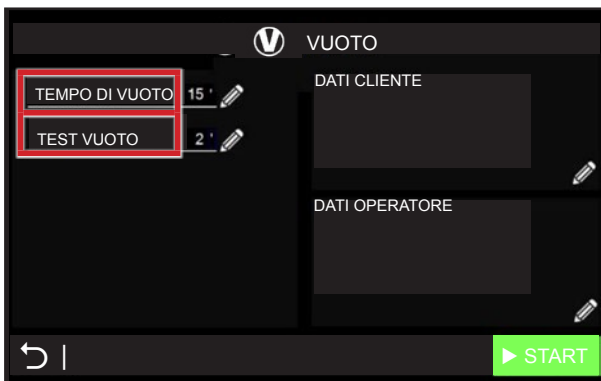 V VUOTO
TEMPO DI VUOTO 15 '
TEST VUOTO 2 '
DATI CLIENTE
DATI OPERATORE
START